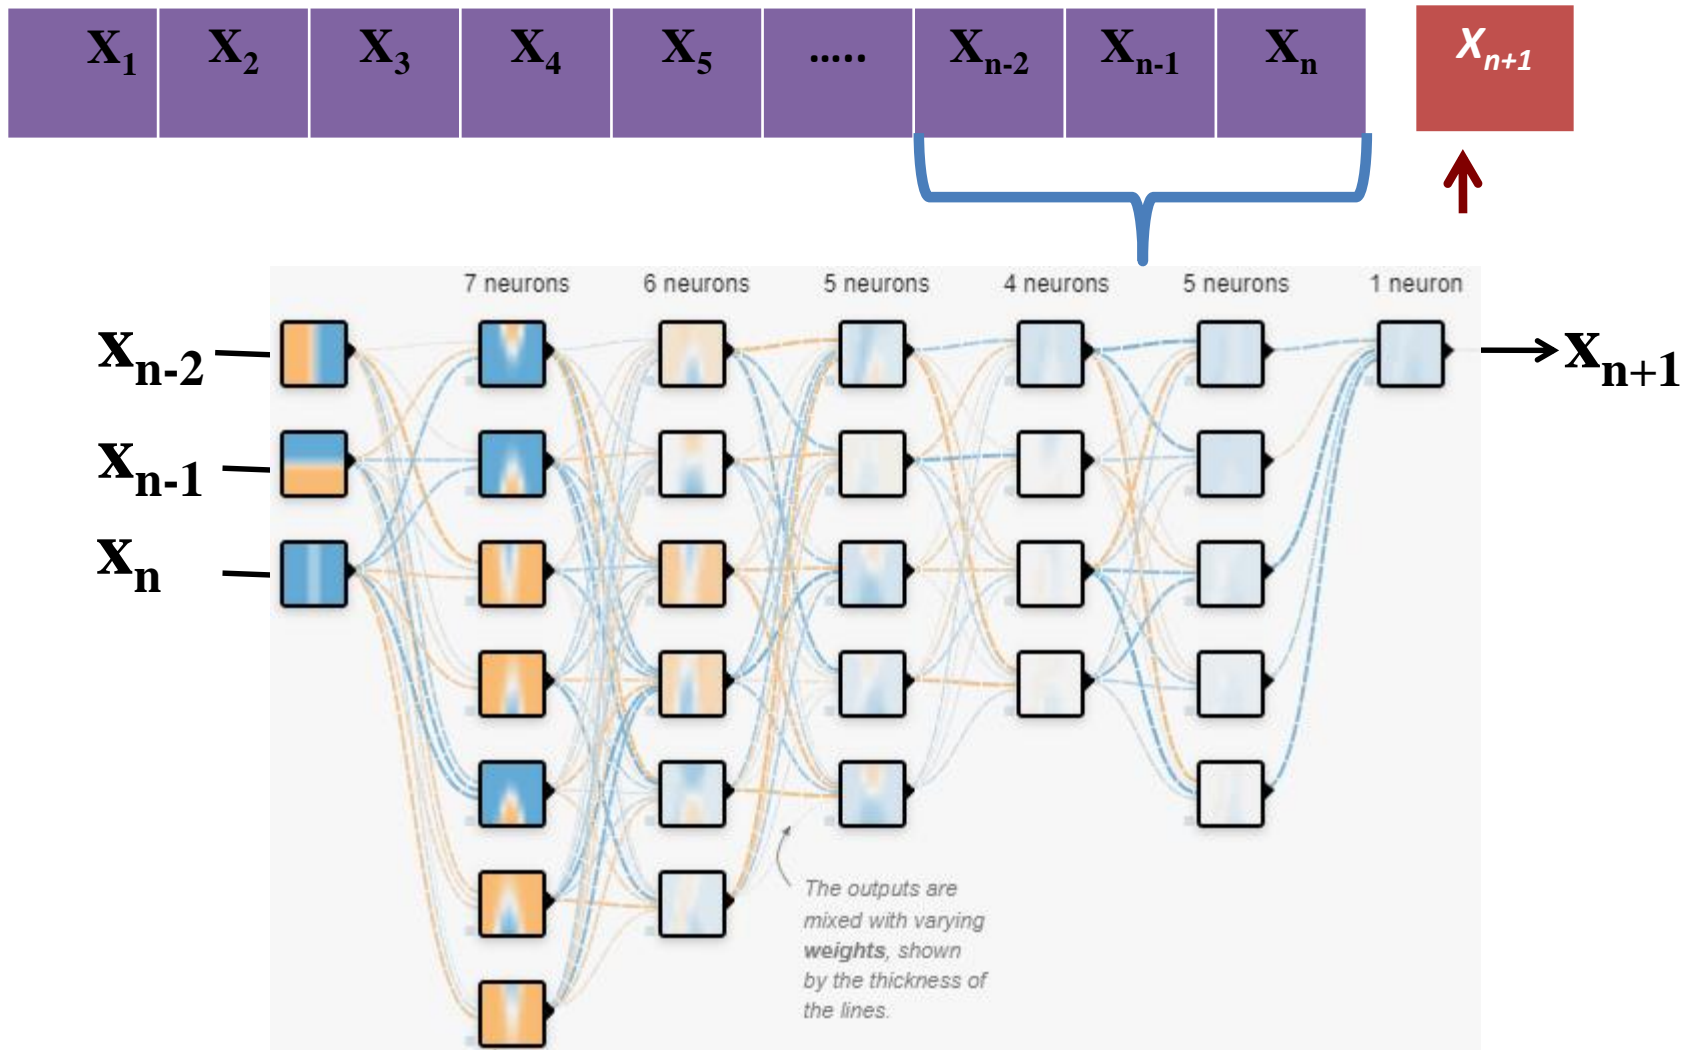 X1 X2 X3 X4 X5 ..... Xn-2 Xn-1 Xn Xn+1
7 neurons 6 neurons 5 neurons 4 neurons 5 neurons 1 neuron
xn-2
xn+1
xn-1
xn
The outputs are
mixed with varying
weights, shown
by the thickness of
the lines.